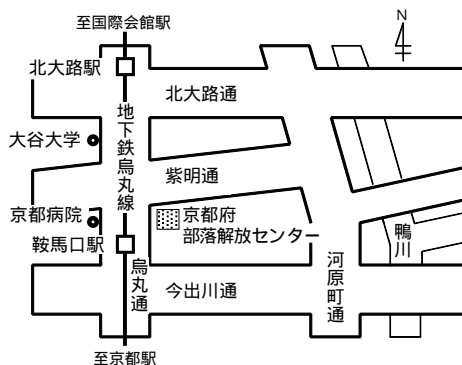 至国際会館駅
N
北大路駅
北大路通
地下鉄烏丸線
大谷大学
紫明通
京都病院
京都府
部落解放センター
鞍馬口駅
烏丸通
今出川通
河原町通
鴨川
至京都駅